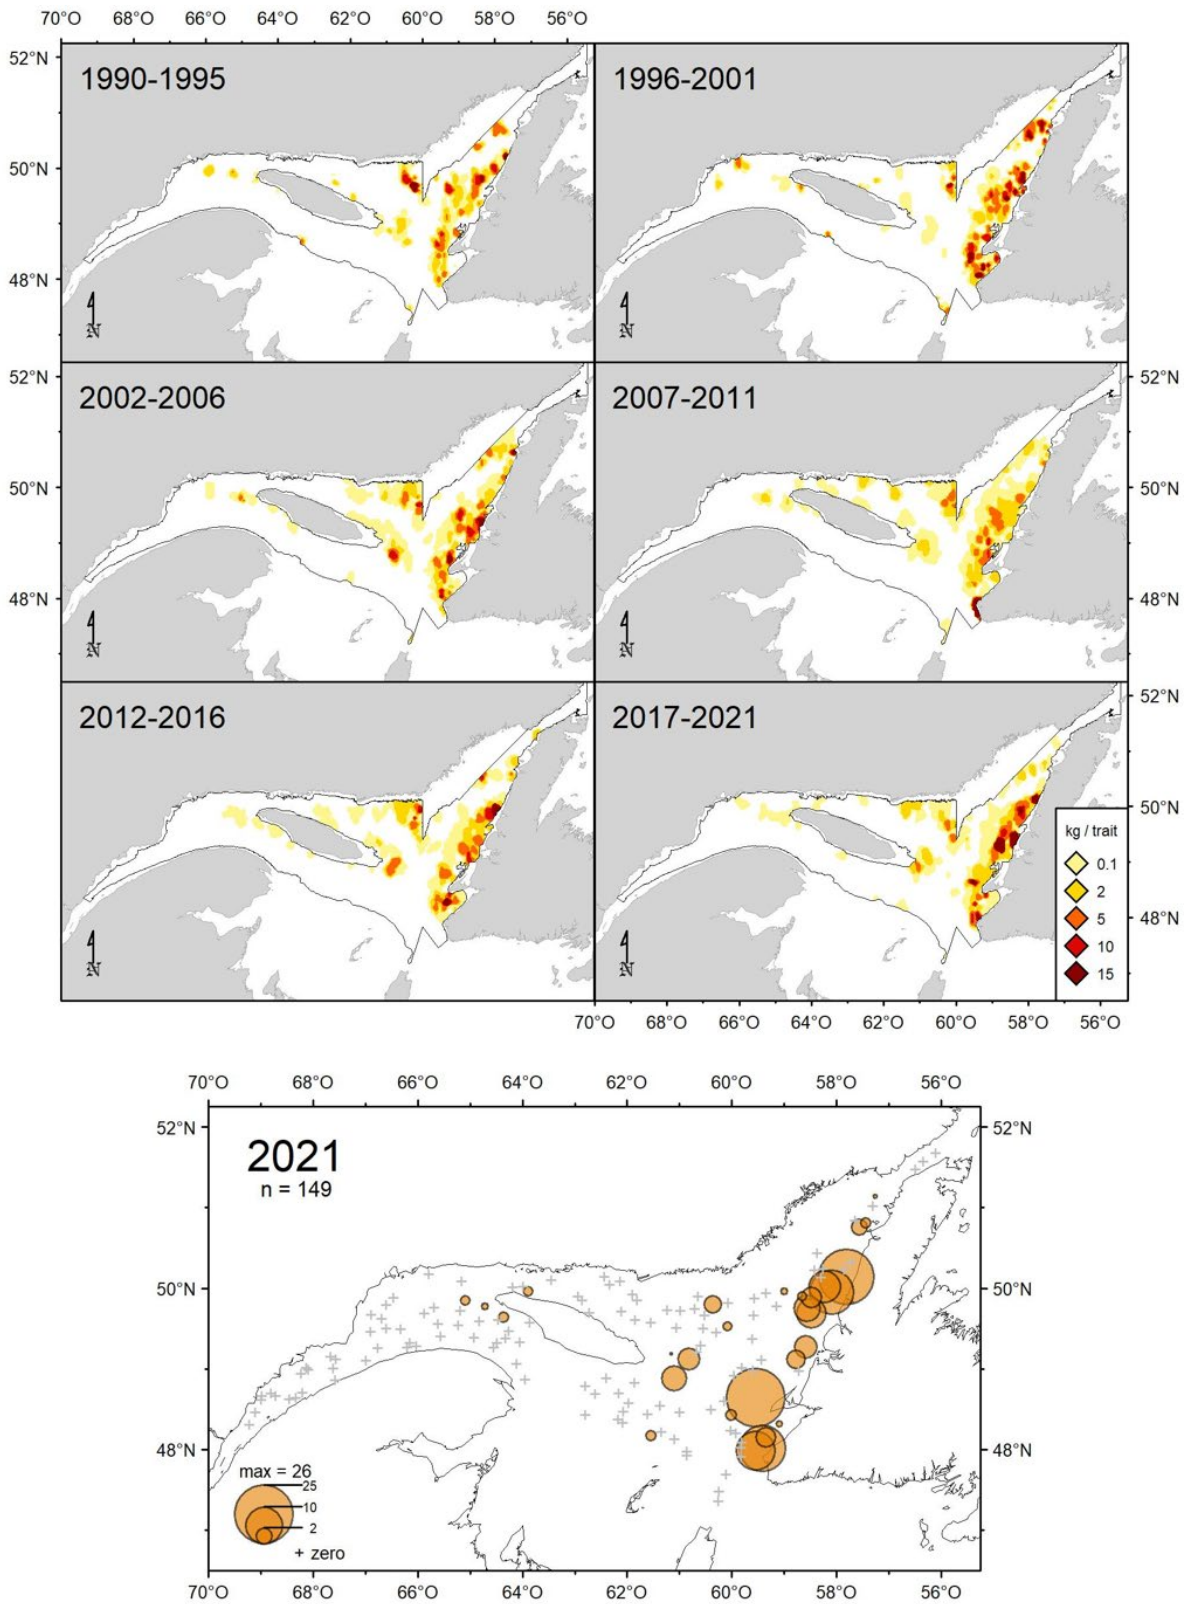 70°O 68°O 66°O 64°O 62°O 60°O 58°O 56°O
52°N
1990-1995
1996-2001
50°N
48°N
N
N
52°N
2002-2006
2007-2011
52°N
50°N
50°N
48°N
48°N
N
N
2012-2016
2017-2021
52°N
50°N
kg / trait
0.1
2
5
10
15
48°N
N
N
70°O 68°O 66°O 64°O 62°O 60°O 58°O 56°O
70°O 68°O 66°O 64°O 62°O 60°O 58°O 56°O
52°N
2021
52°N
n = 149
50°N
50°N
48°N
48°N
max = 26
25
10
2
+ zero
70°O 68°O 66°O 64°O 62°O 60°O 58°O 56°O